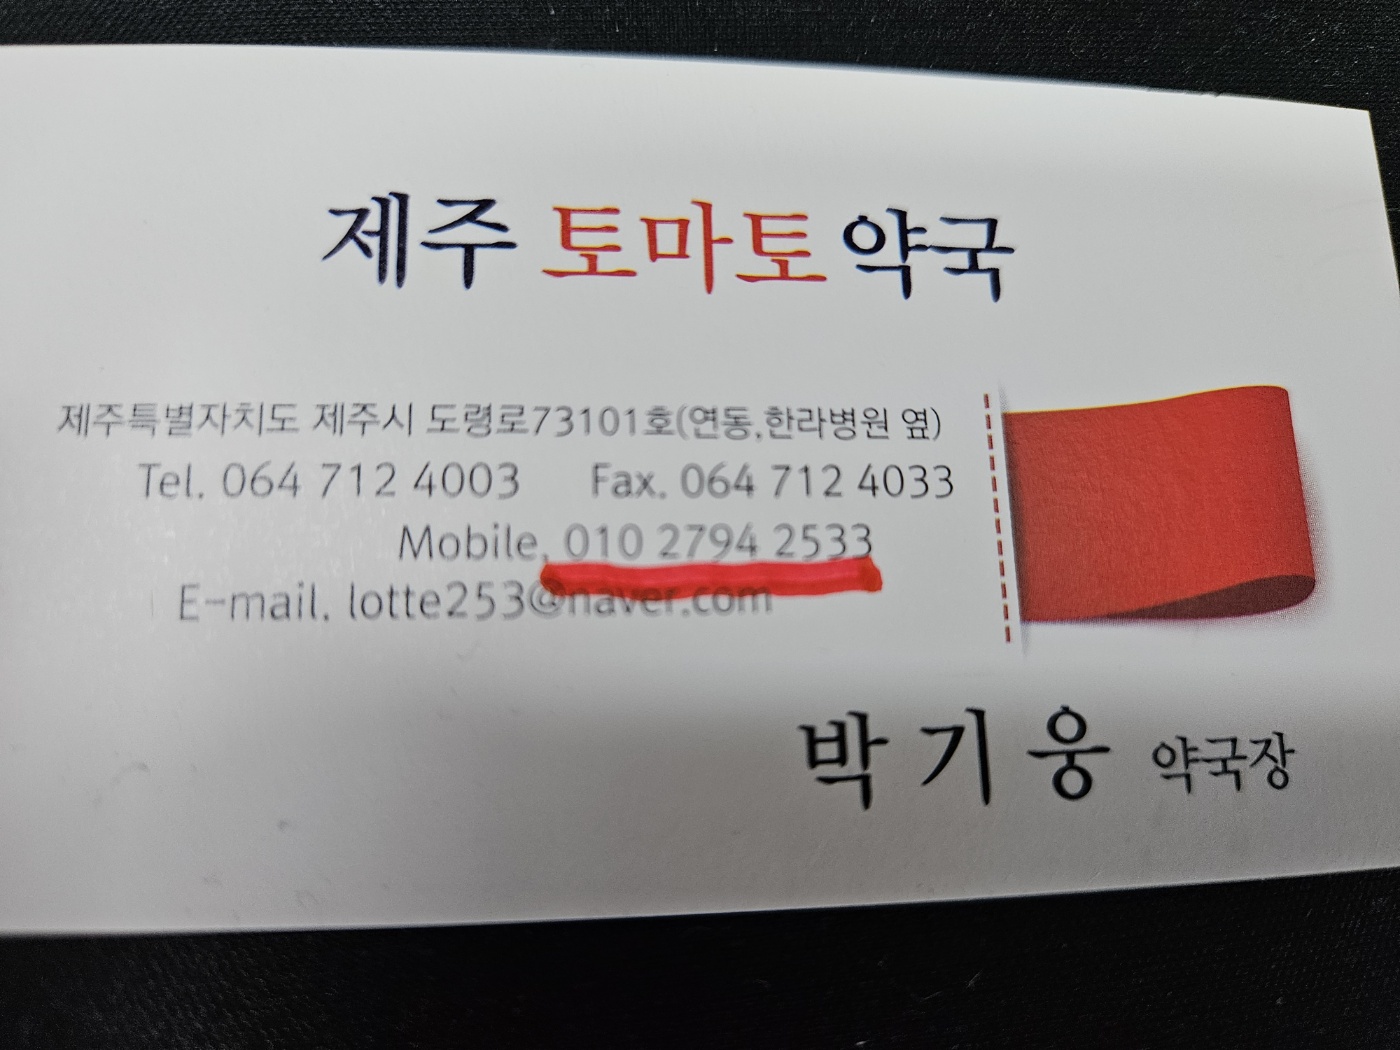 제주 토마토 약국
제주특별자치도 제주시 도령로73101호(연동,한라병원 옆)
Tel. 064 712 4003 Fax. 064 712 4033
Mobile, 010 2794 2533
E-mail. lotte253@naver.com
박 기 웅 약국장